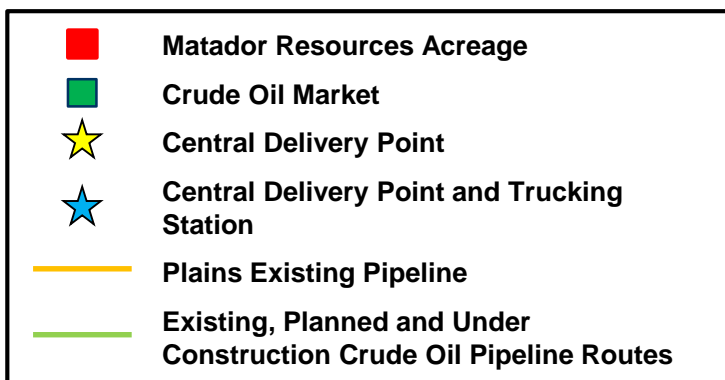 Matador Resources Acreage
Crude Oil Market
Central Delivery Point
Central Delivery Point and Trucking
Station
Plains Existing Pipeline
Existing, Planned and Under
Construction Crude Oil Pipeline Routes